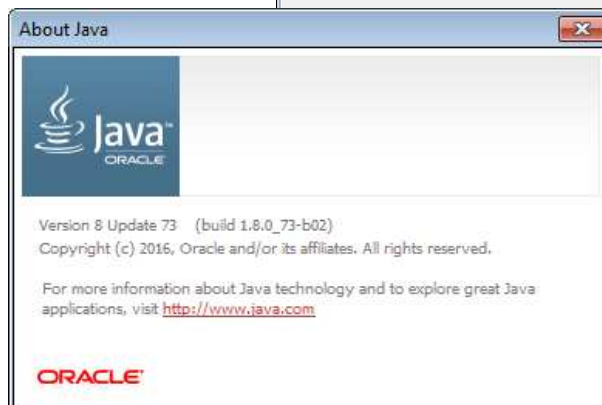 About Java
Java™
ORACLE
Version 8 Update 73 (build 1.8.0_73-b02)
Copyright (c) 2016, Oracle and/or its affiliates. All rights reserved.
For more information about Java technology and to explore great Java
applications, visit http://www.java.com
ORACLE®